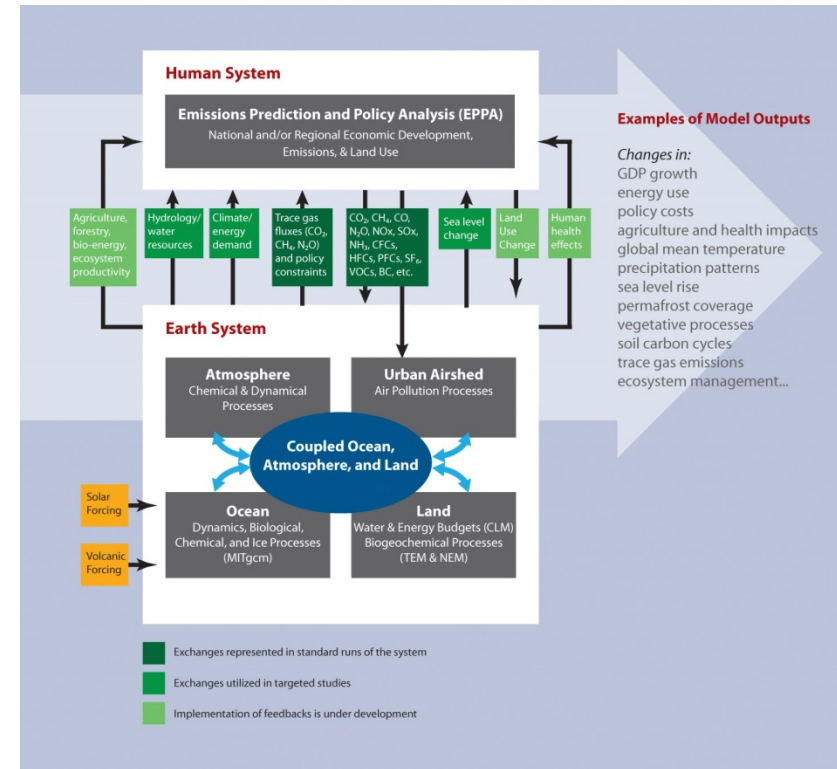 Human System
Emissions Prediction and Policy Analysis (EPPA)
National and/or Regional Economic Development,
Emissions, & Land Use
Agriculture,
forestry,
bio-energy,
ecosystem
productivity
Hydrology/
water
resources
Climate/
energy
demand
Trace gas
fluxes (CO₂,
CH₄, N₂O)
and policy
constraints
CO₂, CH₄, CO,
N₂O, NOx, SOx,
NH₃, CFCs,
HFCs, PFCs, SF₆,
VOCs, BC, etc.
Sea level
change
Land
Use
Change
Human
health
effects
Earth System
Atmosphere
Chemical & Dynamical
Processes
Urban Airshed
Air Pollution Processes
Coupled Ocean,
Atmosphere, and Land
Ocean
Dynamics, Biological,
Chemical, and Ice Processes
(MITgcm)
Land
Water & Energy Budgets (CLM)
Biogeochemical Processes
(TEM & NEM)
Solar
Forcing
Volcanic
Forcing
Exchanges represented in standard runs of the system
Exchanges utilized in targeted studies
Implementation of feedbacks is under development
Examples of Model Outputs
Changes in:
GDP growth
energy use
policy costs
agriculture and health impacts
global mean temperature
precipitation patterns
sea level rise
permafrost coverage
vegetative processes
soil carbon cycles
trace gas emissions
ecosystem management...